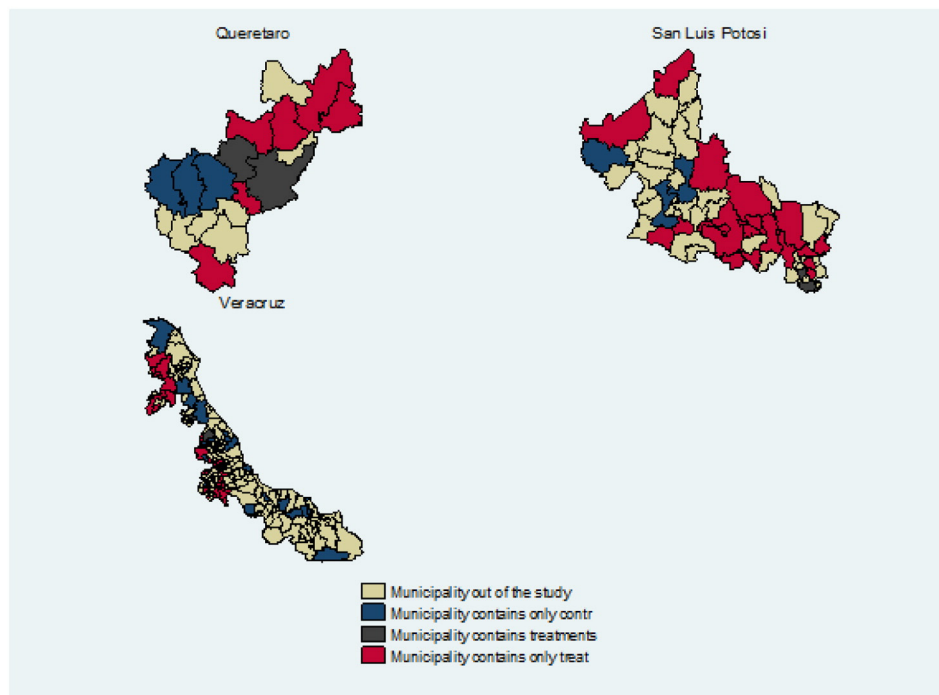 Queretaro
San Luis Potosi
Veracruz
Municipality out of the study
Municipality contains only contr
Municipality contains treatments
Municipality contains only treat